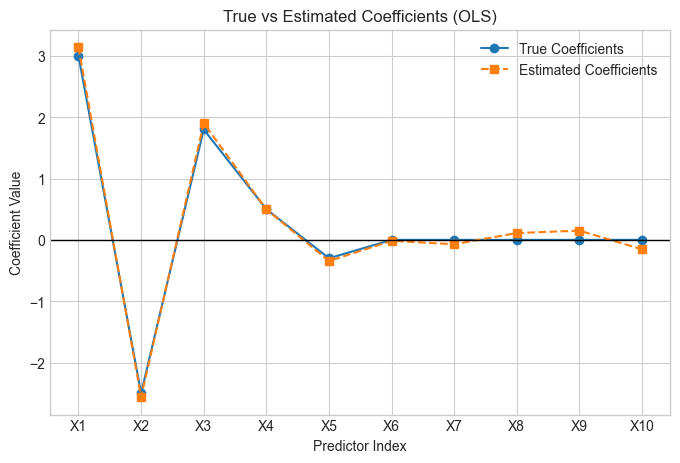 True vs Estimated Coefficients (OLS)
True Coefficients
Estimated Coefficients
Coefficient Value
3
2
1
0
−1
−2
X1 X2 X3 X4 X5 X6 X7 X8 X9 X10
Predictor Index